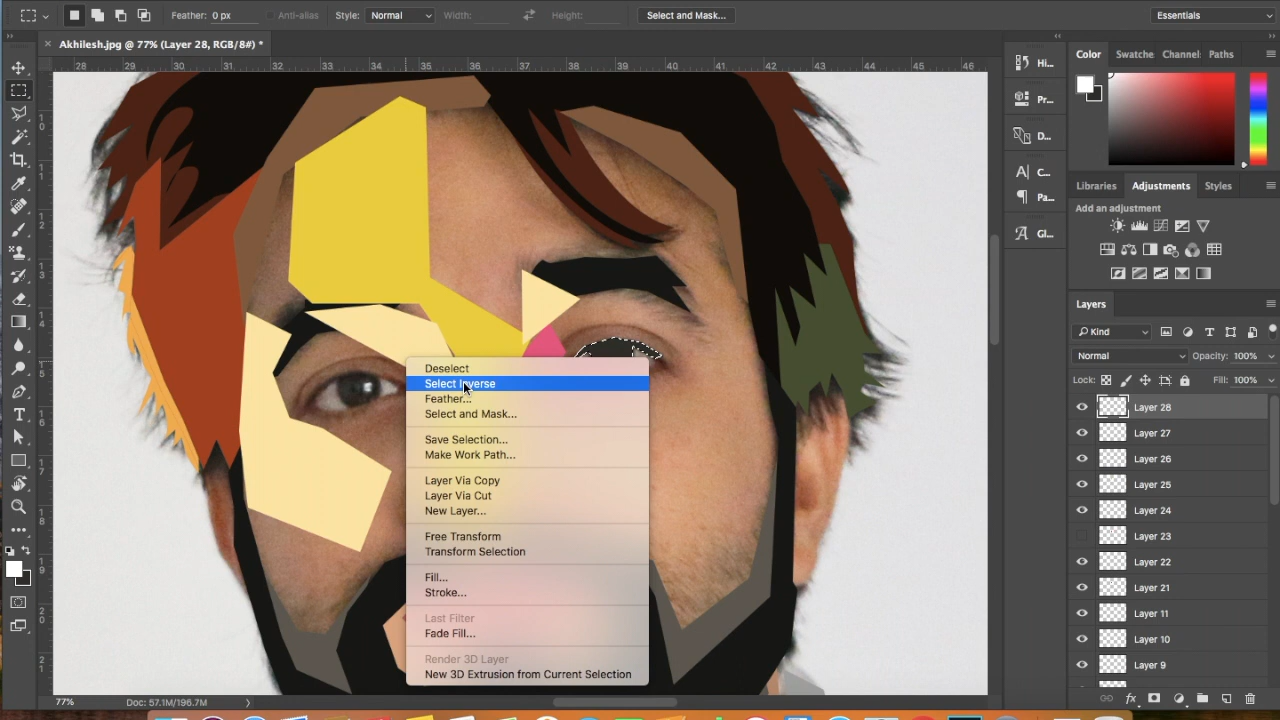 Feather: 0 px
Anti-alias
Style: Normal
Width:
Height:
Select and Mask...
Essentials
Akhilesh.jpg @ 77% (Layer 28, RGB/8#) *
28 29 30 31 32 33 34 35 36 37 38 39 40 41 42 43 44 45 46
Hi...
Pr...
D...
C...
Pa...
Gl...
Color Swatche Channel Paths
Libraries Adjustments Styles
Add an adjustment
Layers
Kind
Normal Opacity: 100%
Lock: Fill: 100%
Layer 28
Layer 27
Layer 26
Layer 25
Layer 24
Layer 23
Layer 22
Layer 21
Layer 11
Layer 10
Layer 9
Deselect
Select Inverse
Feather...
Select and Mask...
Save Selection...
Make Work Path...
Layer Via Copy
Layer Via Cut
New Layer...
Free Transform
Transform Selection
Fill...
Stroke...
Last Filter
Fade Fill...
Render 3D Layer
New 3D Extrusion from Current Selection
77% Doc: 57.1M/196.7M